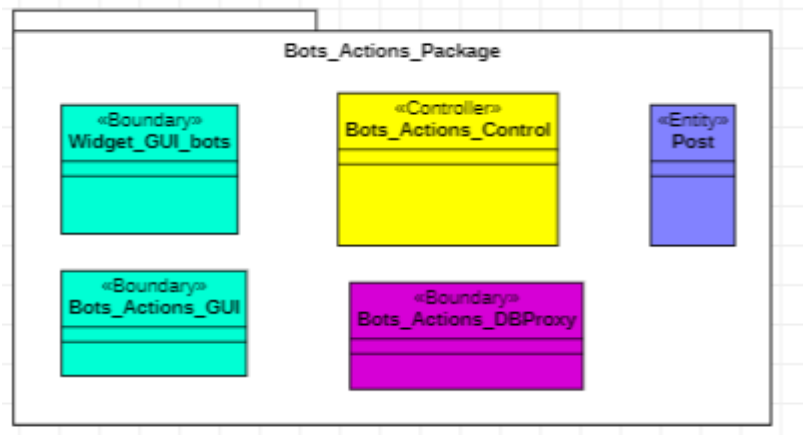 Bots_Actions_Package
«Boundary»
Widget_GUI_bots
«Controller»
Bots_Actions_Control
«Entity»
Post
«Boundary»
Bots_Actions_GUI
«Boundary»
Bots_Actions_DBProxy